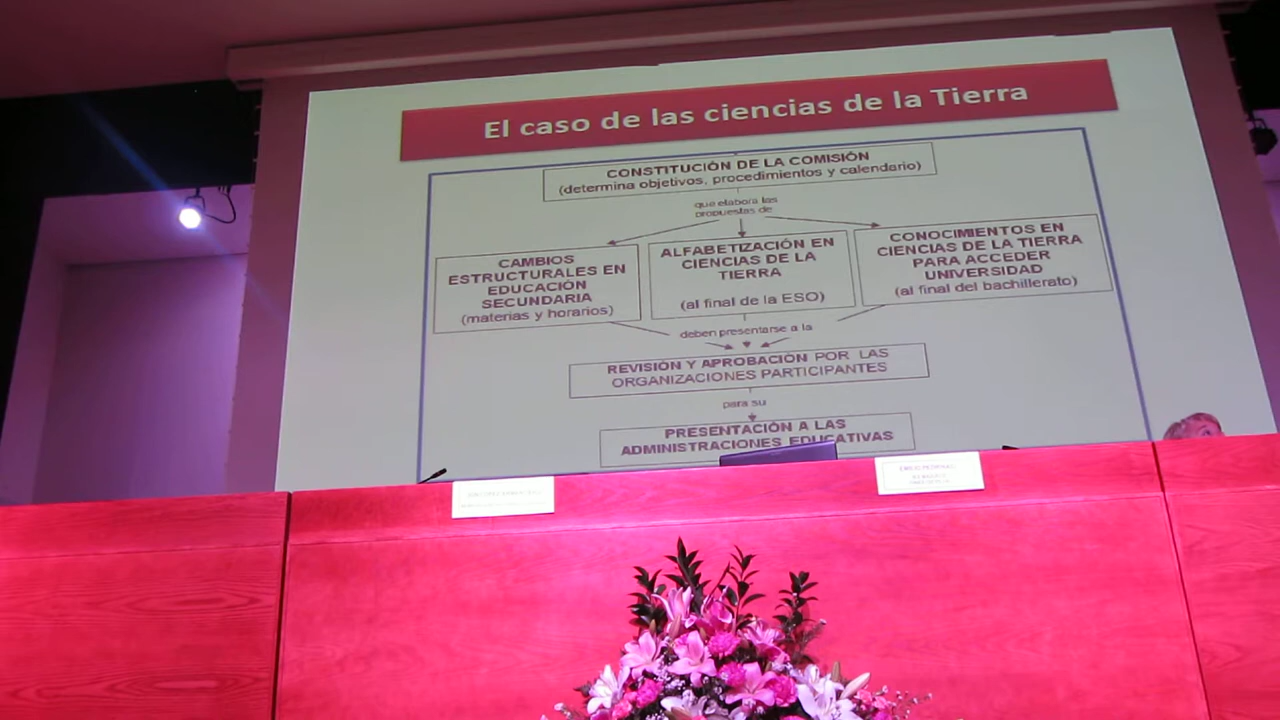 El caso de las ciencias de la Tierra
CONSTITUCIÓN DE LA COMISIÓN
(determina objetivos, procedimientos y calendario)
que elabora las
propuestas de
CAMBIOS
ESTRUCTURALES EN
EDUCACIÓN
SECUNDARIA
(materias y horarios)
ALFABETIZACIÓN EN
CIENCIAS DE LA
TIERRA
(al final de la ESO)
CONOCIMIENTOS EN
CIENCIAS DE LA TIERRA
PARA ACCEDER
UNIVERSIDAD
(al final del bachillerato)
deben presentarse a la
REVISIÓN Y APROBACIÓN POR LAS
ORGANIZACIONES PARTICIPANTES
para su
PRESENTACIÓN A LAS
ADMINISTRACIONES EDUCATIVAS